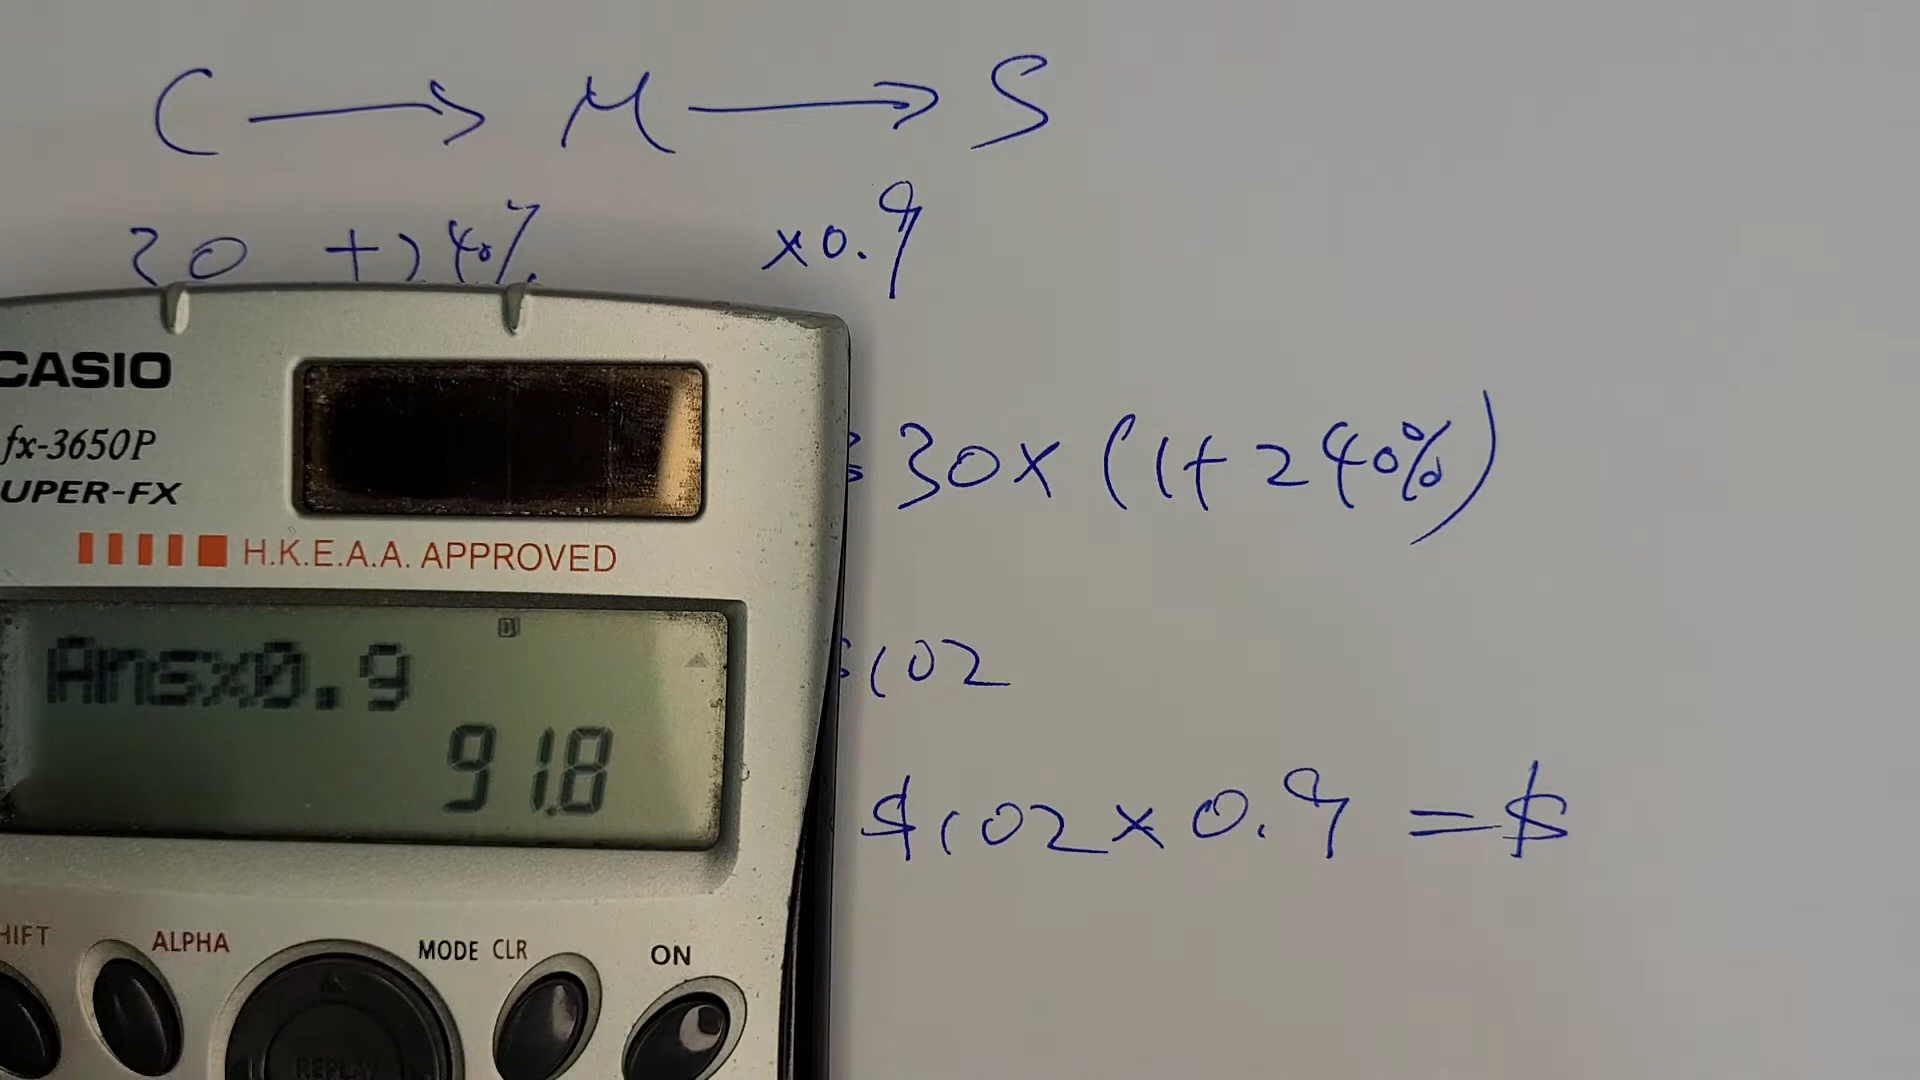 C → M → S
30 +240% ×0.9
CASIO
fx-3650P
UPER-FX
$30× (1+240%)
H.K.E.A.A. APPROVED
D
Ans×0.9
91.8
$102
$102×0.9 =$
HIFT ALPHA MODE CLR ON
REPLAY